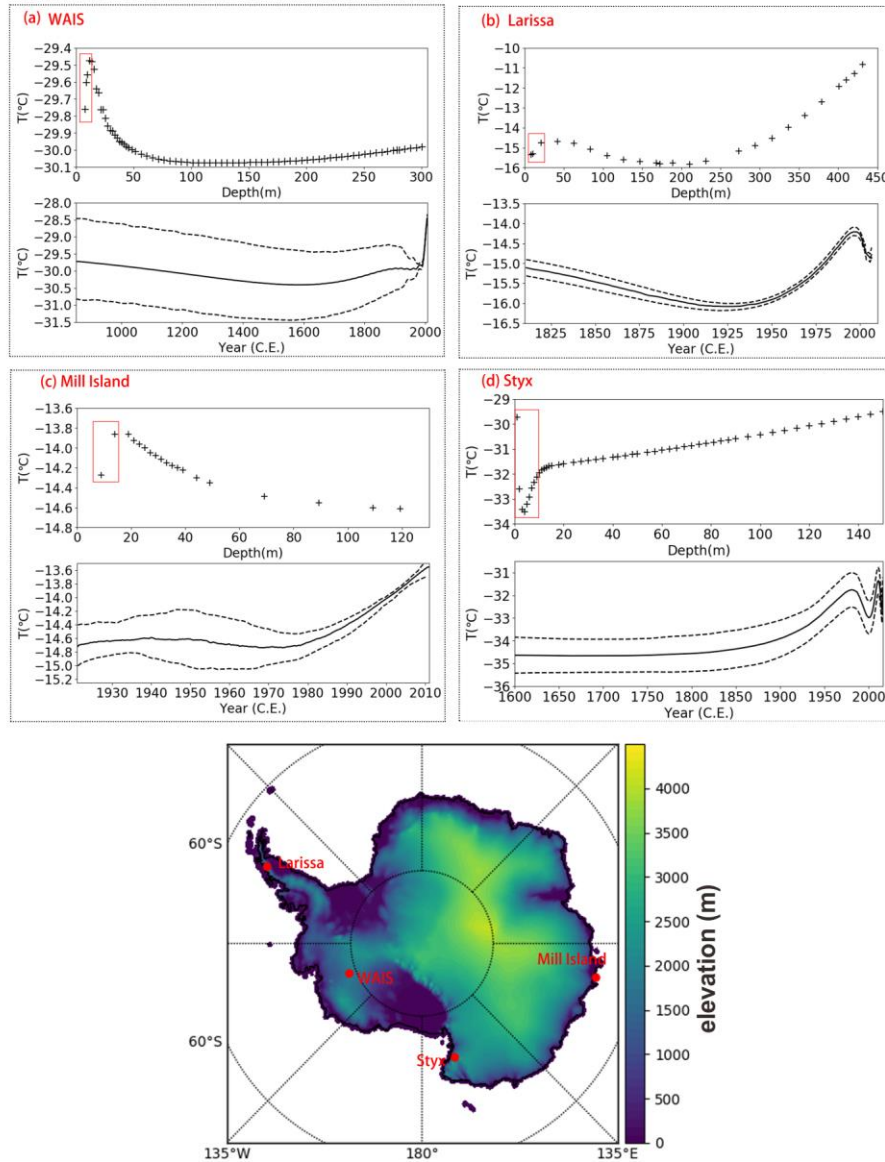 (a) WAIS
T(°C)
−29.4
−29.5
−29.6
−29.7
−29.8
−29.9
−30.0
−30.1
0 50 100 150 200 250 300
Depth(m)
T(°C)
−28.0
−28.5
−29.0
−29.5
−30.0
−30.5
−31.0
−31.5
1000 1200 1400 1600 1800 2000
Year (C.E.)
(b) Larissa
T(°C)
−10
−11
−12
−13
−14
−15
−16
0 50 100 150 200 250 300 350 400 450
Depth(m)
T(°C)
−13.5
−14.0
−14.5
−15.0
−15.5
−16.0
−16.5
1825 1850 1875 1900 1925 1950 1975 2000
Year (C.E.)
(c) Mill Island
T(°C)
−13.6
−13.8
−14.0
−14.2
−14.4
−14.6
−14.8
0 20 40 60 80 100 120
Depth(m)
T(°C)
−13.6
−13.8
−14.0
−14.2
−14.4
−14.6
−14.8
−15.0
−15.2
1930 1940 1950 1960 1970 1980 1990 2000 2010
Year (C.E.)
(d) Styx
T(°C)
−29
−30
−31
−32
−33
−34
0 20 40 60 80 100 120 140
Depth(m)
T(°C)
−31
−32
−33
−34
−35
−36
1600 1650 1700 1750 1800 1850 1900 1950 2000
Year (C.E.)
60°S
60°S
135°W 180° 135°E
Larissa
WAIS
Mill Island
Styx
4000
3500
3000
2500
2000
1500
1000
500
0
elevation (m)